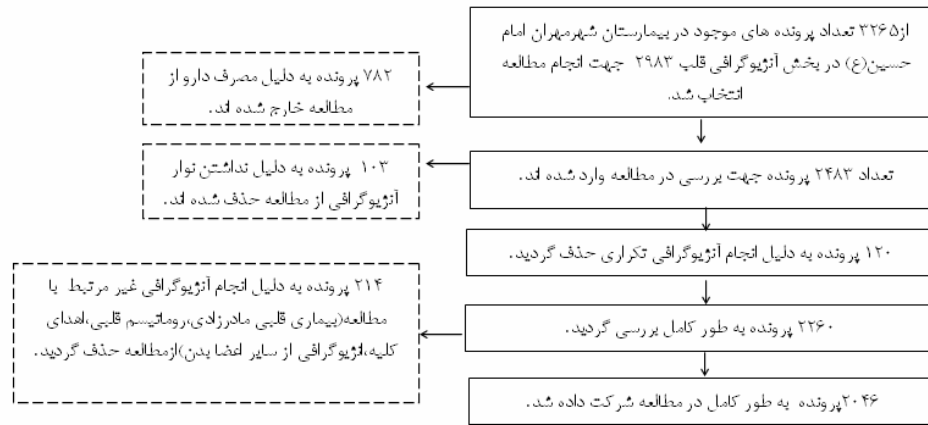 از۳۲۶۵ تعداد پرونده های موجود در بیمارستان شهرمهران امام
حسین(ع) در بخش آنژیوگرافی قلب ۲۹۸۳ جهت انجام مطالعه
انتخاب شد.
۷۸۲ پرونده به دلیل مصرف دارو از
مطالعه خارج شده اند.
تعداد ۲۴۸۳ پرونده جهت بررسی در مطالعه وارد شده اند.
۱۰۳ پرونده به دلیل نداشتن نوار
آنژیوگرافی از مطالعه حذف شده اند.
۱۲۰ پرونده به دلیل انجام آنژیوگرافی تکراری حذف گردید.
۲۲۶۰ پرونده به طور کامل بررسی گردید.
۲۱۴ پرونده به دلیل انجام آنژیوگرافی غیر مرتبط با
مطالعه(بیماری قلبی مادرزادی،روماتیسم قلبی،اهدای
کلیه،انژیوگرافی از سایر اعضا بدن)ازمطالعه حذف گردید.
۲۰۴۶پرونده به طور کامل در مطالعه شرکت داده شد.